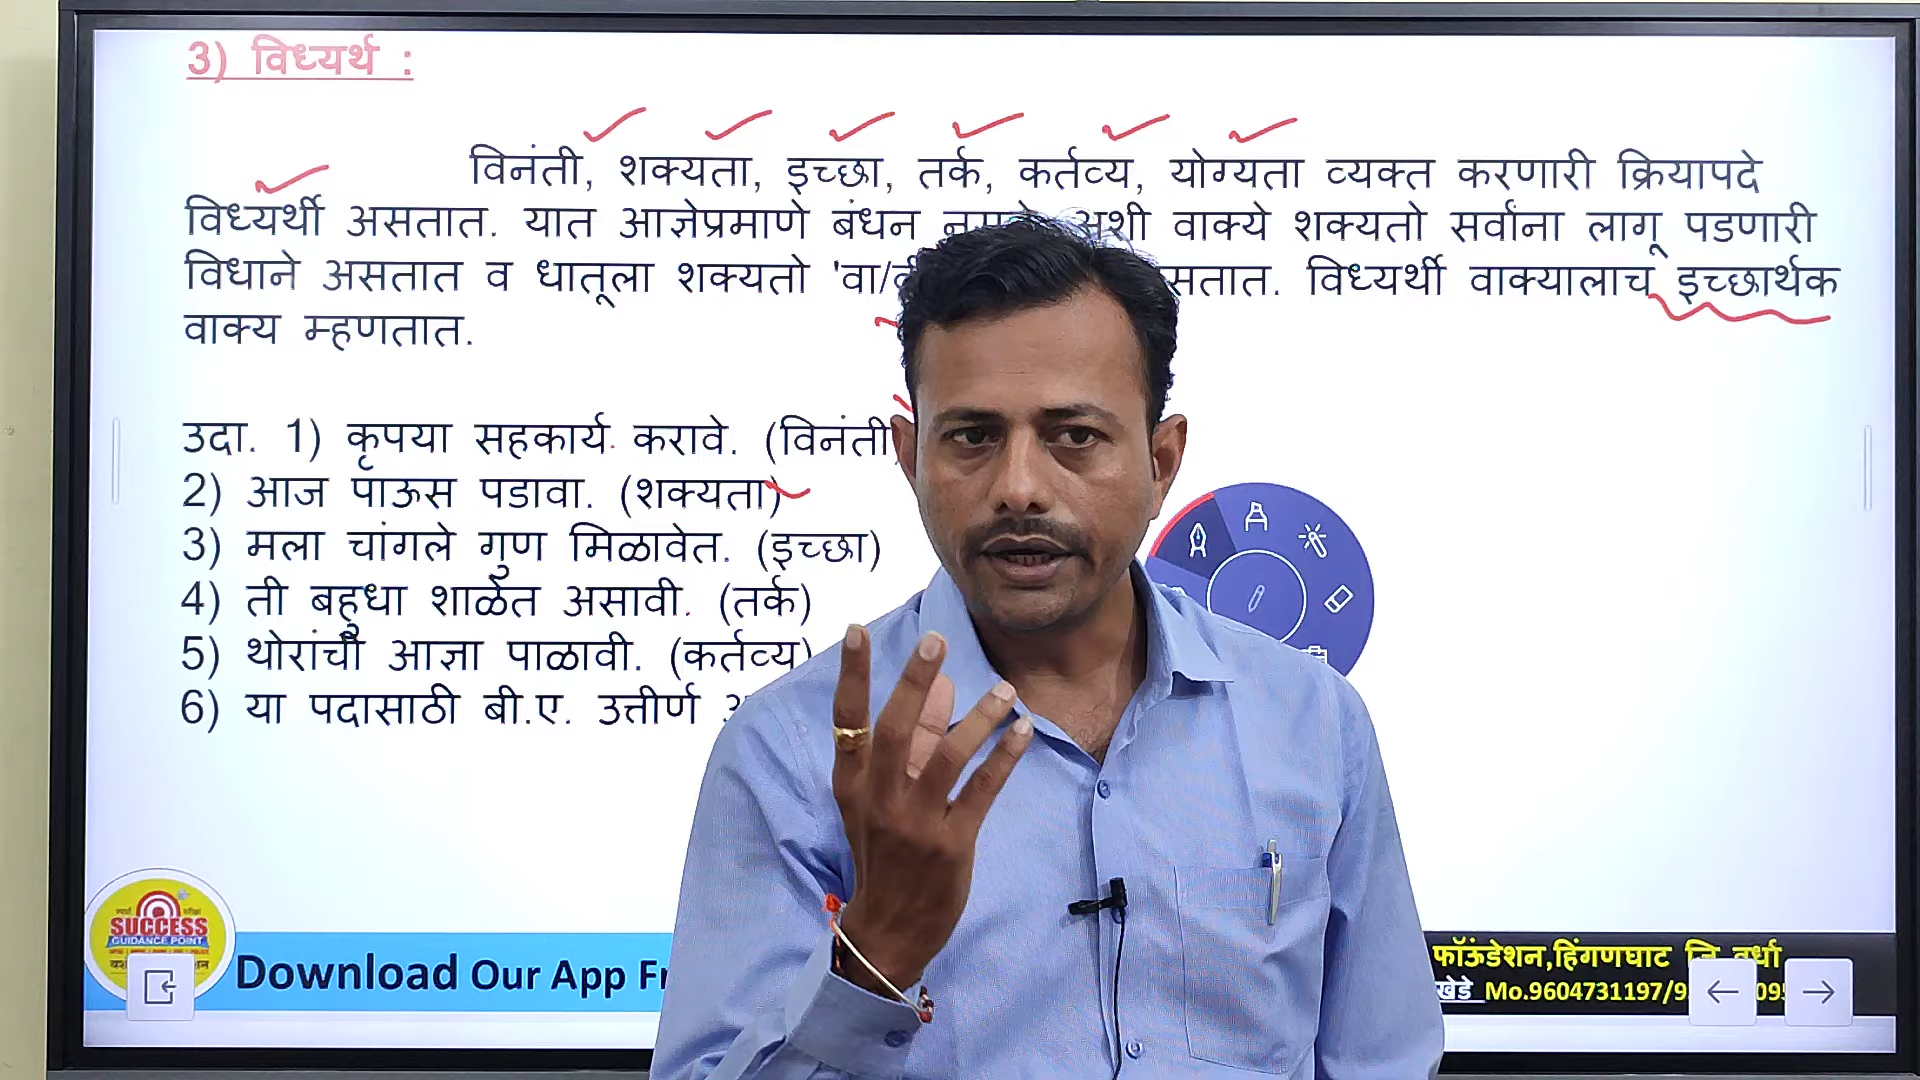 3) विध्यर्थ :
विनंती, शक्यता, इच्छा, तर्क, कर्तव्य, योग्यता व्यक्त करणारी क्रियापदे
विध्यर्थी असतात. यात आज्ञेप्रमाणे बंधन अशी वाक्ये शक्यतो सर्वांना लागू पडणारी
विधाने असतात व धातूला शक्यतो 'वा/ विध्यर्थी वाक्यालाच इच्छार्थक
वाक्य म्हणतात.
उदा. 1) कृपया सहकार्य करावे. (विनंती
2) आज पाऊस पडावा. (शक्यता)
3) मला चांगले गुण मिळावेत. (इच्छा)
4) ती बहुधा शाळेत असावी. (तर्क)
5) थोरांची आज्ञा पाळावी. (कर्तव्य)
6) या पदासाठी बी.ए. उत्तीर्ण
SUCCESS
GUIDANCE POINT
Download Our App
फॉऊंडेशन,हिंगणघाट जि वर्धा
Mo.9604731197/9